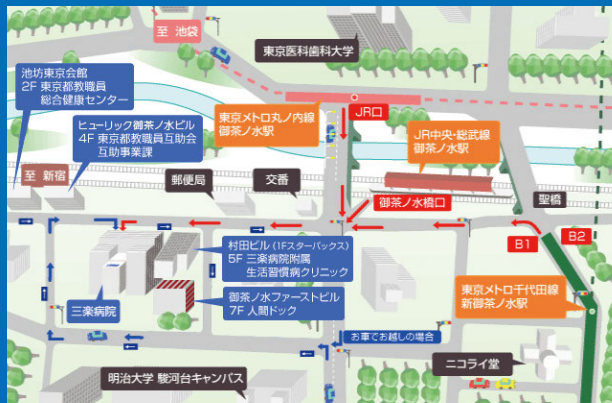 至 池袋
東京医科歯科大学
池坊東京会館
2F 東京都教職員
総合健康センター
ヒューリック御茶ノ水ビル
4F 東京都教職員互助会
互助事業課
東京メトロ丸ノ内線
御茶ノ水駅
JR口
JR中央・総武線
御茶ノ水駅
至 新宿
郵便局
交番
御茶ノ水橋口
聖橋
B1
B2
村田ビル (1Fスターバックス)
5F 三楽病院附属
生活習慣病クリニック
三楽病院
御茶ノ水ファーストビル
7F 人間ドック
東京メトロ千代田線
新御茶ノ水駅
お車でお越しの場合
ニコライ堂
明治大学 駿河台キャンパス